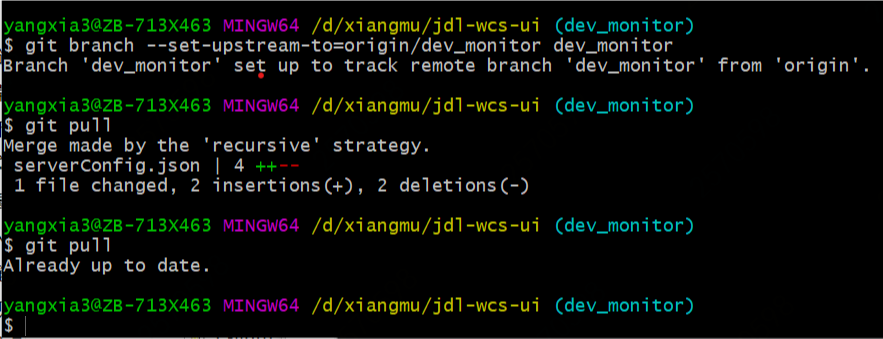 yangxia3@ZB-713X463 MINGW64 /d/xiangmu/jdl-wcs-ui (dev_monitor)
$ git branch --set-upstream-to=origin/dev_monitor dev_monitor
Branch 'dev_monitor' set up to track remote branch 'dev_monitor' from 'origin'.
yangxia3@ZB-713X463 MINGW64 /d/xiangmu/jdl-wcs-ui (dev_monitor)
$ git pull
Merge made by the 'recursive' strategy.
 serverConfig.json | 4 ++--
 1 file changed, 2 insertions(+), 2 deletions(-)
yangxia3@ZB-713X463 MINGW64 /d/xiangmu/jdl-wcs-ui (dev_monitor)
$ git pull
Already up to date.
yangxia3@ZB-713X463 MINGW64 /d/xiangmu/jdl-wcs-ui (dev_monitor)
$